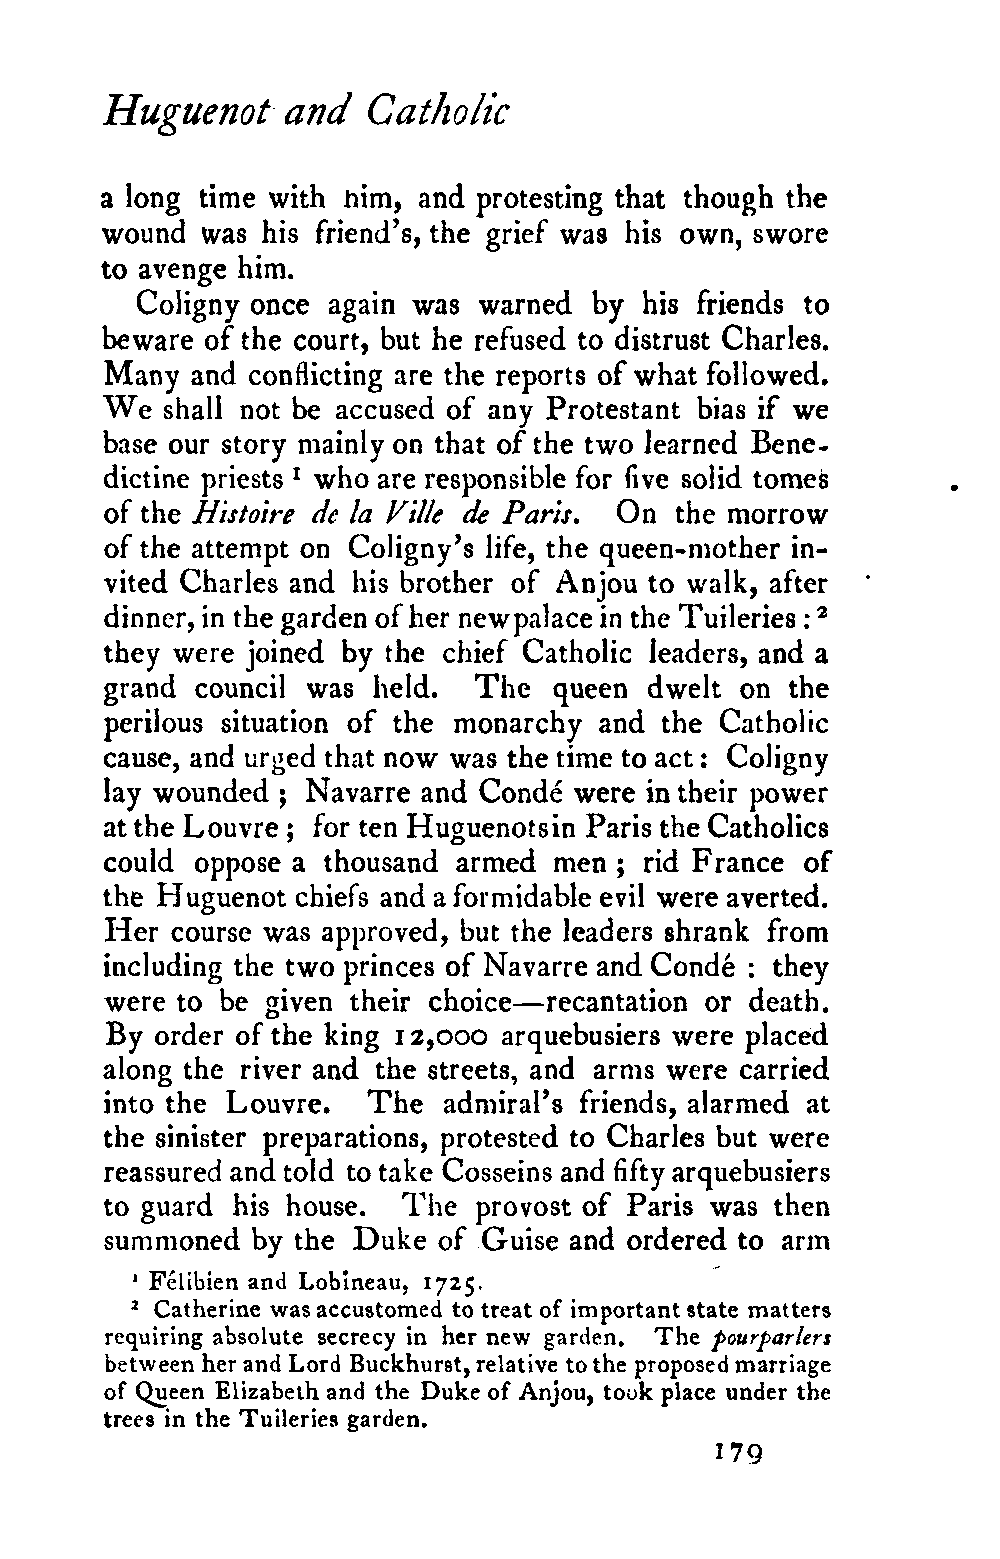 Huguenot and Catholic
a long time with him, and protesting that though the
wound was his friend's, the grief was his own, swore
to avenge him.
Coligny once again was warned by his friends to
beware of the court, but he refused to distrust Charles.
Many and conflicting are the reports of what followed.
We shall not be accused of any Protestant bias if we
base our story mainly on that of the two learned Bene-
dictine priests ¹ who are responsible for five solid tomes
of the Histoire de la Ville de Paris. On the morrow
of the attempt on Coligny's life, the queen-mother in-
vited Charles and his brother of Anjou to walk, after
dinner, in the garden of her new palace in the Tuileries : ²
they were joined by the chief Catholic leaders, and a
grand council was held. The queen dwelt on the
perilous situation of the monarchy and the Catholic
cause, and urged that now was the time to act : Coligny
lay wounded ; Navarre and Condé were in their power
at the Louvre ; for ten Huguenots in Paris the Catholics
could oppose a thousand armed men ; rid France of
the Huguenot chiefs and a formidable evil were averted.
Her course was approved, but the leaders shrank from
including the two princes of Navarre and Condé : they
were to be given their choice—recantation or death.
By order of the king 12,000 arquebusiers were placed
along the river and the streets, and arms were carried
into the Louvre. The admiral's friends, alarmed at
the sinister preparations, protested to Charles but were
reassured and told to take Cosseins and fifty arquebusiers
to guard his house. The provost of Paris was then
summoned by the Duke of Guise and ordered to arm
¹ Félibien and Lobineau, 1725.
² Catherine was accustomed to treat of important state matters
requiring absolute secrecy in her new garden. The pourparlers
between her and Lord Buckhurst, relative to the proposed marriage
of Queen Elizabeth and the Duke of Anjou, took place under the
trees in the Tuileries garden.
179